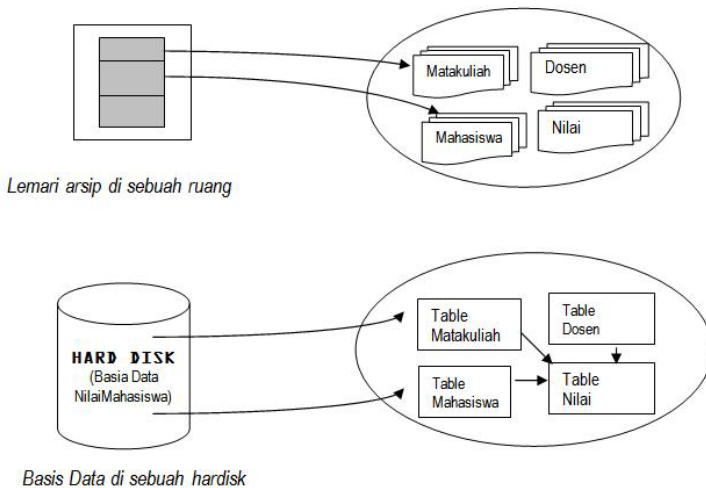 Matakuliah
Dosen
Mahasiswa
Nilai
Lemari arsip di sebuah ruang
HARD DISK
(Basia Data
NilaiMahasiswa)
Table
Matakuliah
Table
Dosen
Table
Mahasiswa
Table
Nilai
Basis Data di sebuah hardisk